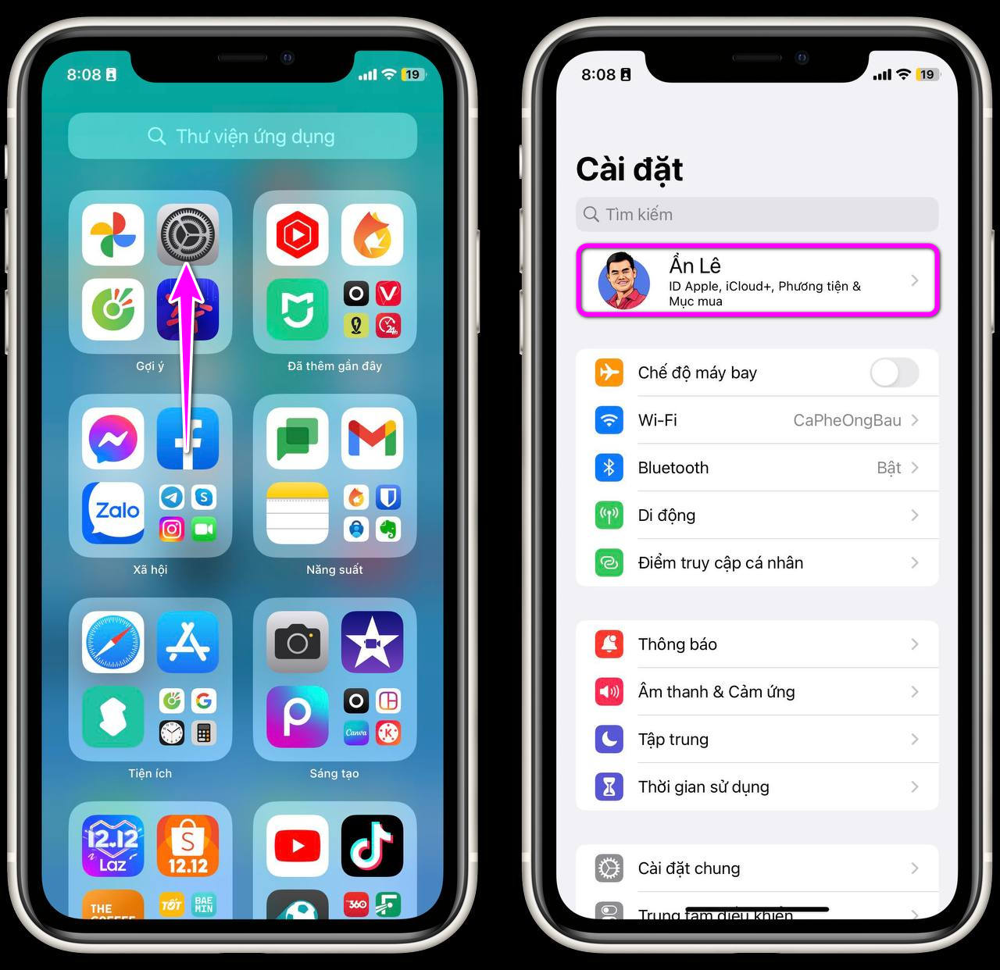 8:08
19
Thư viện ứng dụng
24h
Gợi ý
Đã thêm gần đây
Zalo
Xã hội
Năng suất
Canva
Tiện ích
Sáng tạo
12.12
Laz
S
12.12
THE
TỐT
BAE
MIN
360
8:08
19
Cài đặt
Tìm kiếm
Ẩn Lê
ID Apple, iCloud+, Phương tiện &
Mục mua
Chế độ máy bay
Wi-Fi
CaPheOngBau
Bluetooth
Bật
Di động
Điểm truy cập cá nhân
Thông báo
Âm thanh & Cảm ứng
Tập trung
Thời gian sử dụng
Cài đặt chung
Trung tâm điều khiển